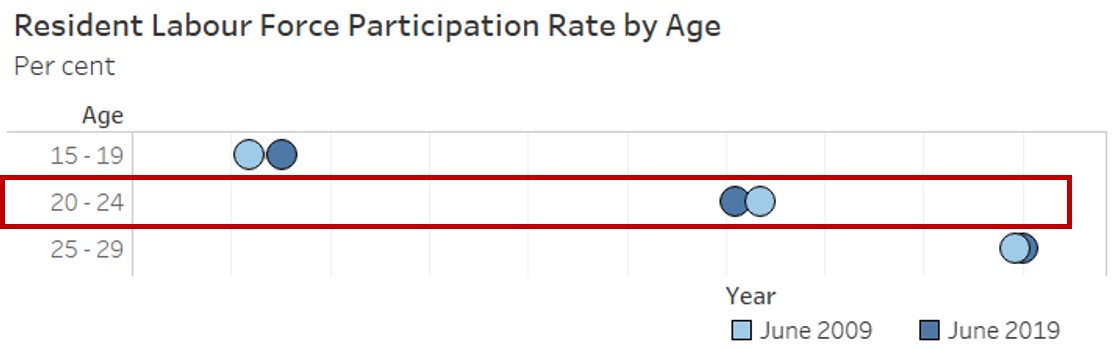 Resident Labour Force Participation Rate by Age
Per cent
Age
15 - 19
20 - 24
25 - 29
Year
June 2009 June 2019